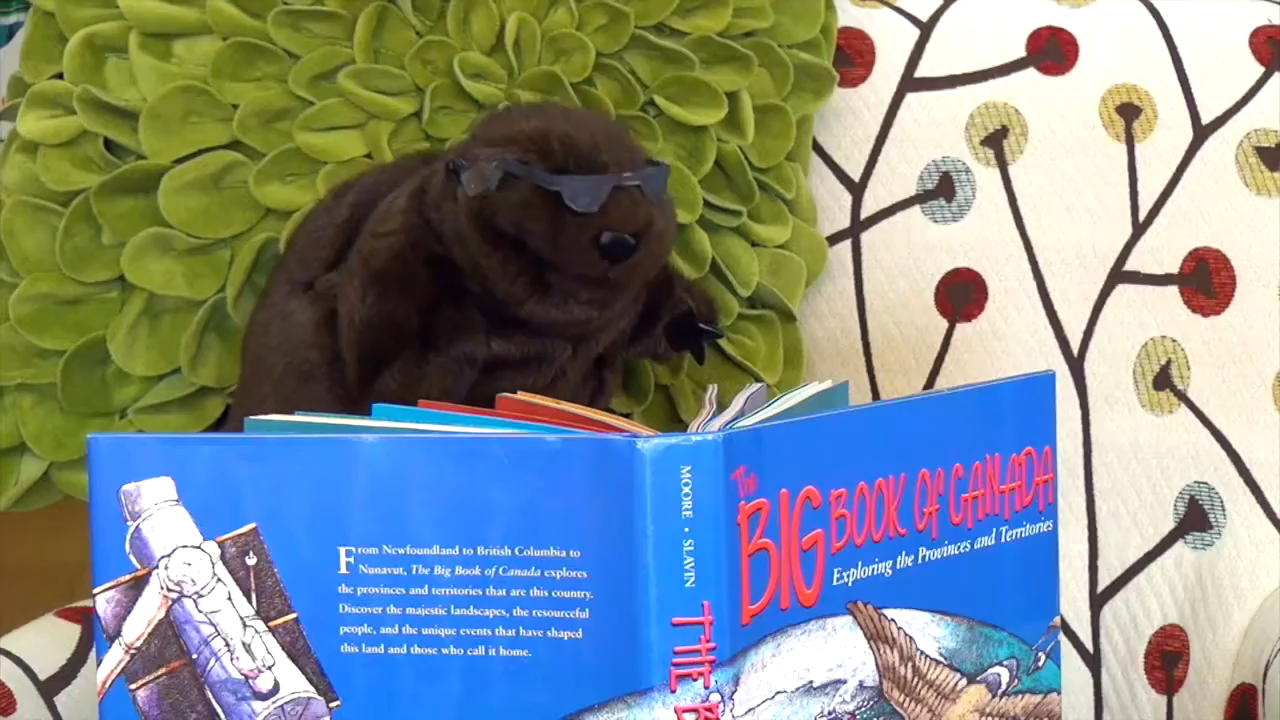 From Newfoundland to British Columbia to
Nunavut, The Big Book of Canada explores
the provinces and territories that are this country.
Discover the majestic landscapes, the resourceful
people, and the unique events that have shaped
this land and those who call it home.
MOORE • SLAVIN
THE B
The
BIG BOOK OF CANADA
Exploring the Provinces and Territories